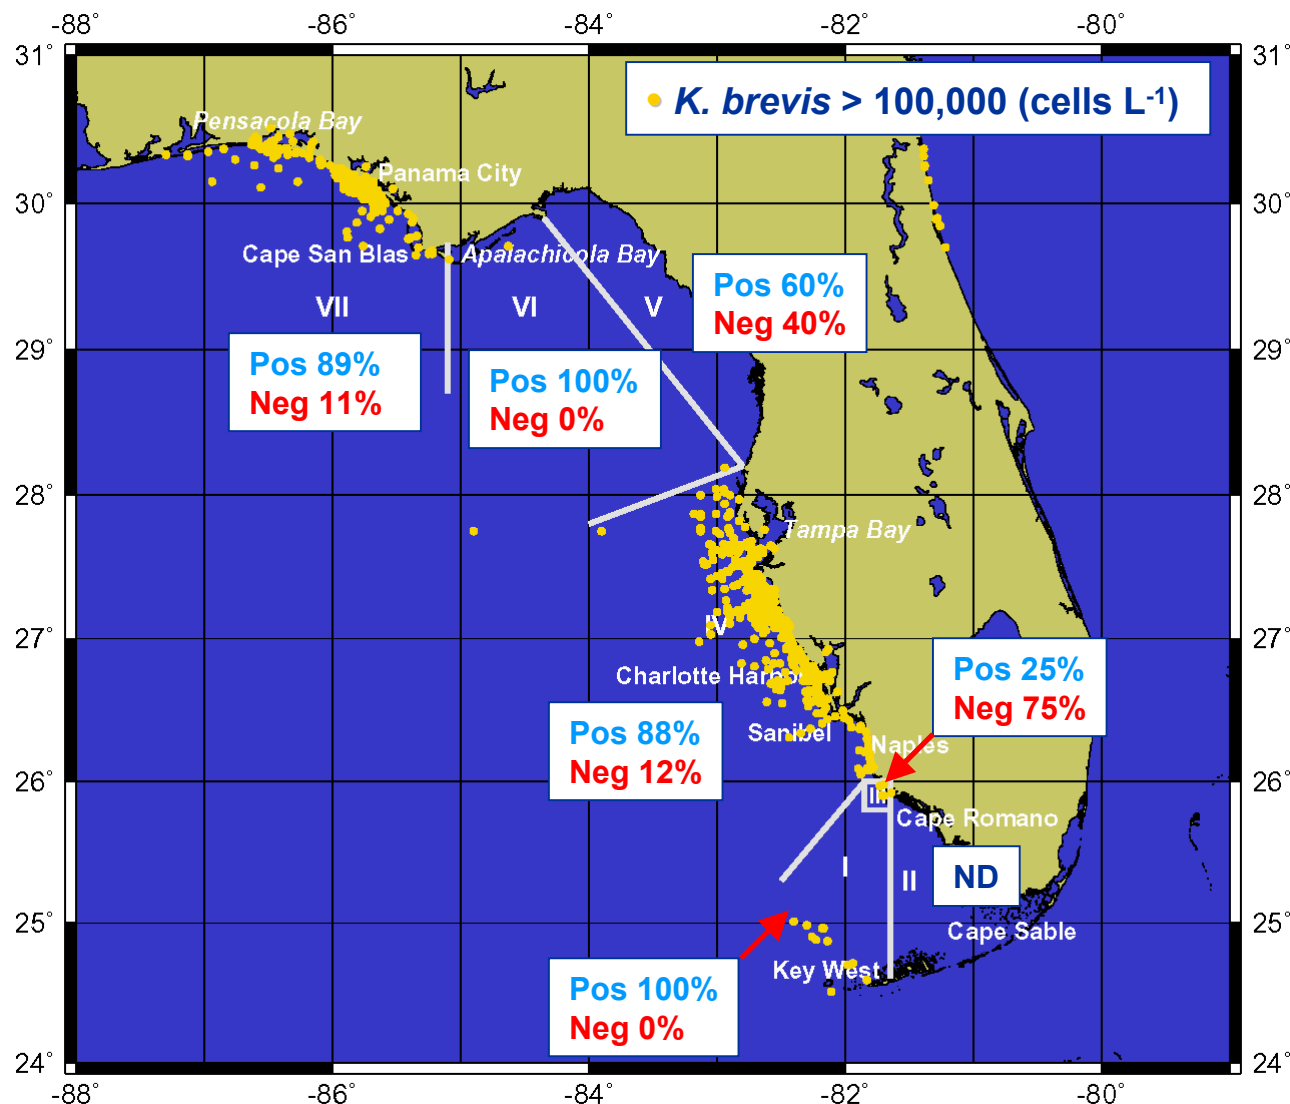 -88° -86° -84° -82° -80°
31° 31°
K. brevis > 100,000 (cells L-1)
Pensacola Bay
Panama City
30° 30°
Cape San Blas Apalachicola Bay
VII VI V
Pos 60%
Neg 40%
29° 29°
Pos 89%
Neg 11%
Pos 100%
Neg 0%
28° 28°
Tampa Bay
27° 27°
IV
Charlotte Harbor
Pos 25%
Neg 75%
Sanibel
Naples
Pos 88%
Neg 12%
26° 26°
III
Cape Romano
I II
ND
25° 25°
Cape Sable
Key West
Pos 100%
Neg 0%
24° 24°
-88° -86° -84° -82° -80°